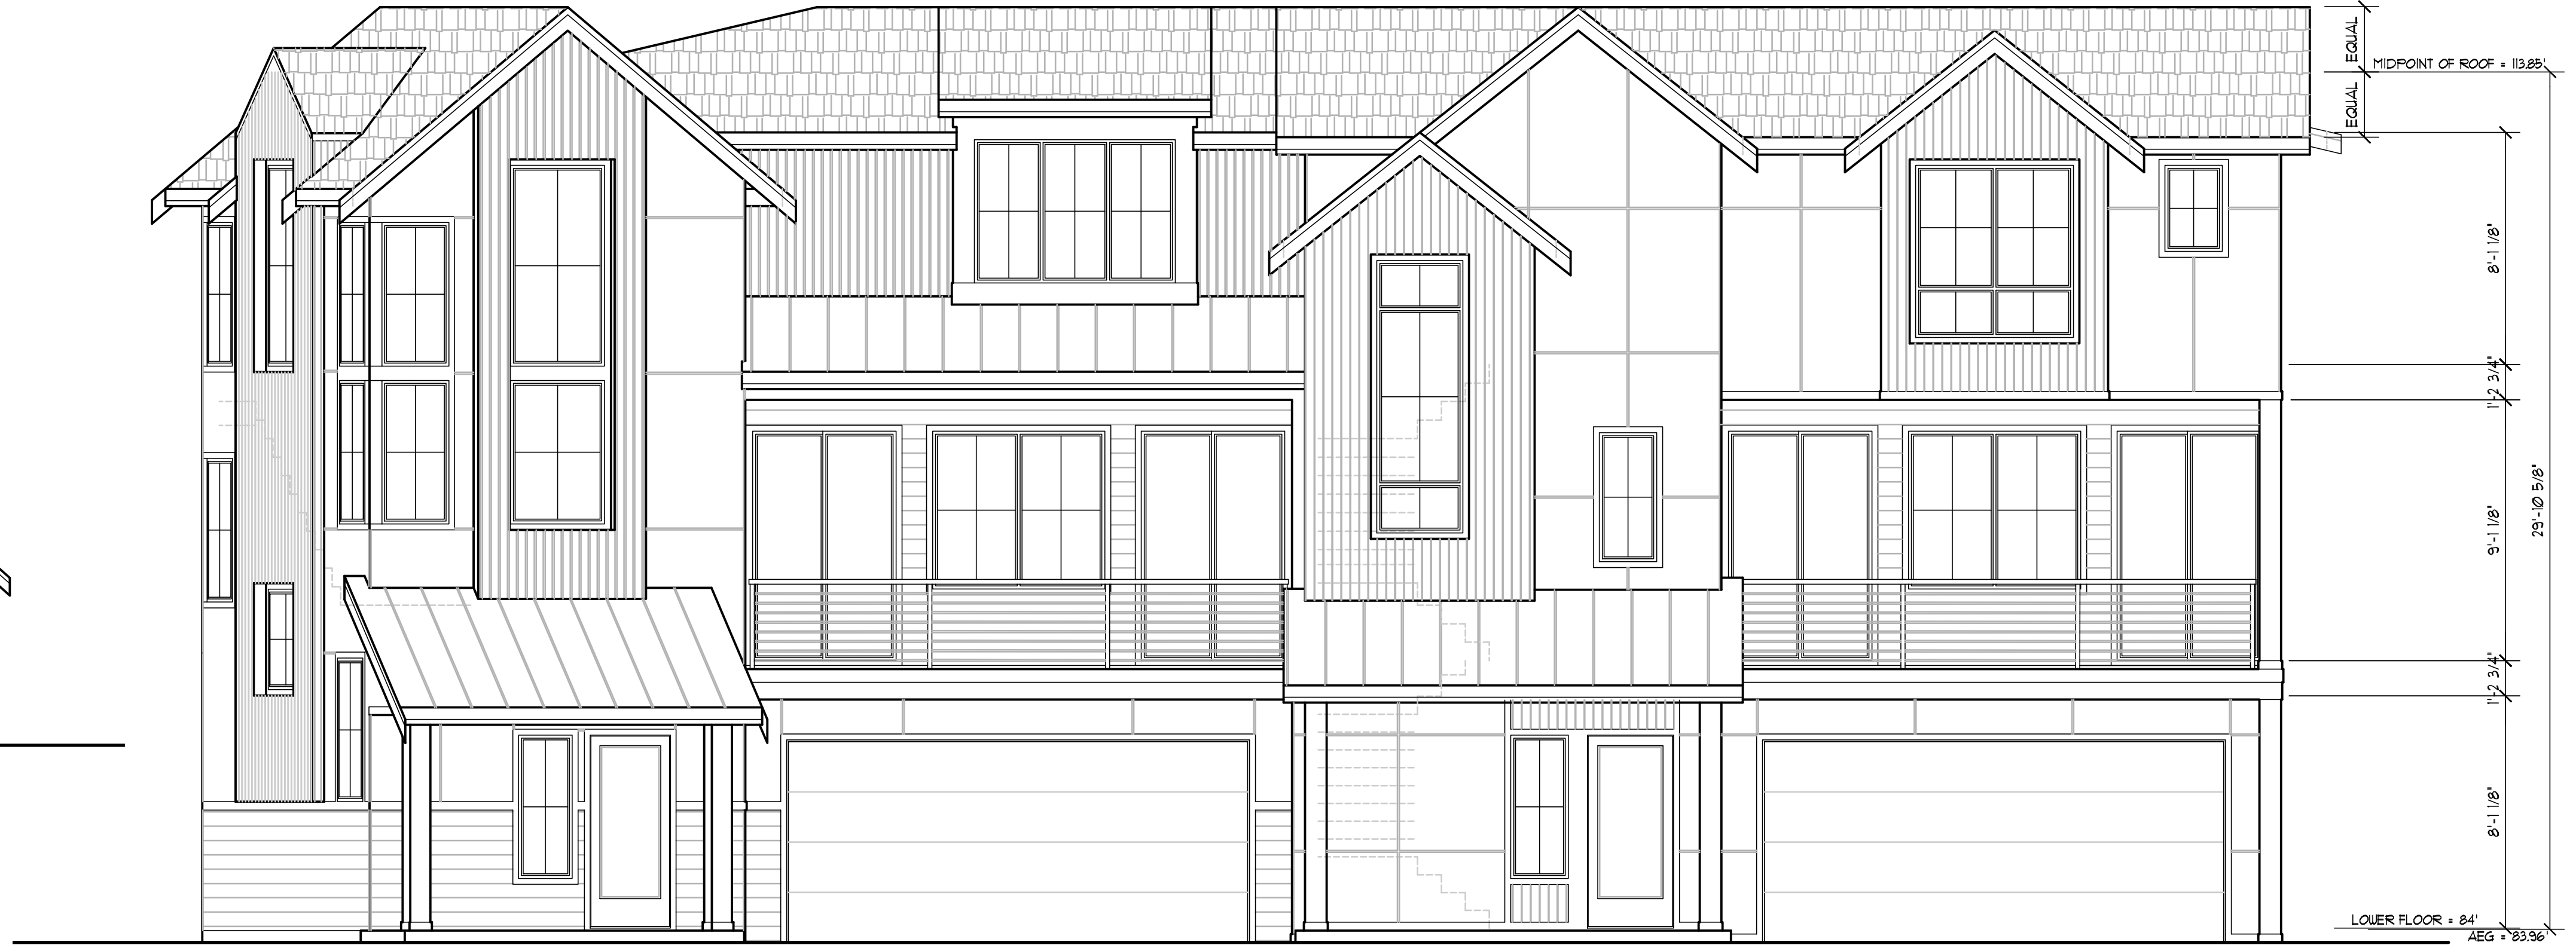 EQUAL
MIDPOINT OF ROOF = 113.85'
EQUAL
8'-1 1/8"
1'-2 3/4"
9'-1 1/8"
29'-10 5/8"
1'-2 3/4"
8'-1 1/8"
LOWER FLOOR = 84'
AEG = 83.96'